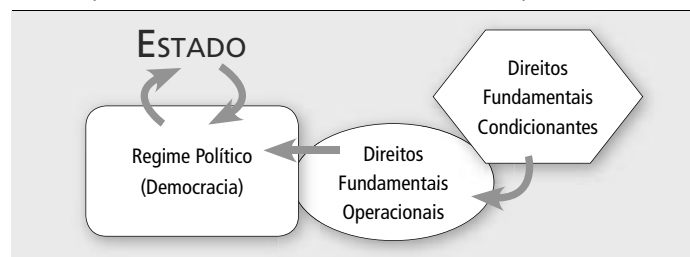 ESTADO
Regime Político
(Democracia)
Direitos
Fundamentais
Operacionais
Direitos
Fundamentais
Condicionantes